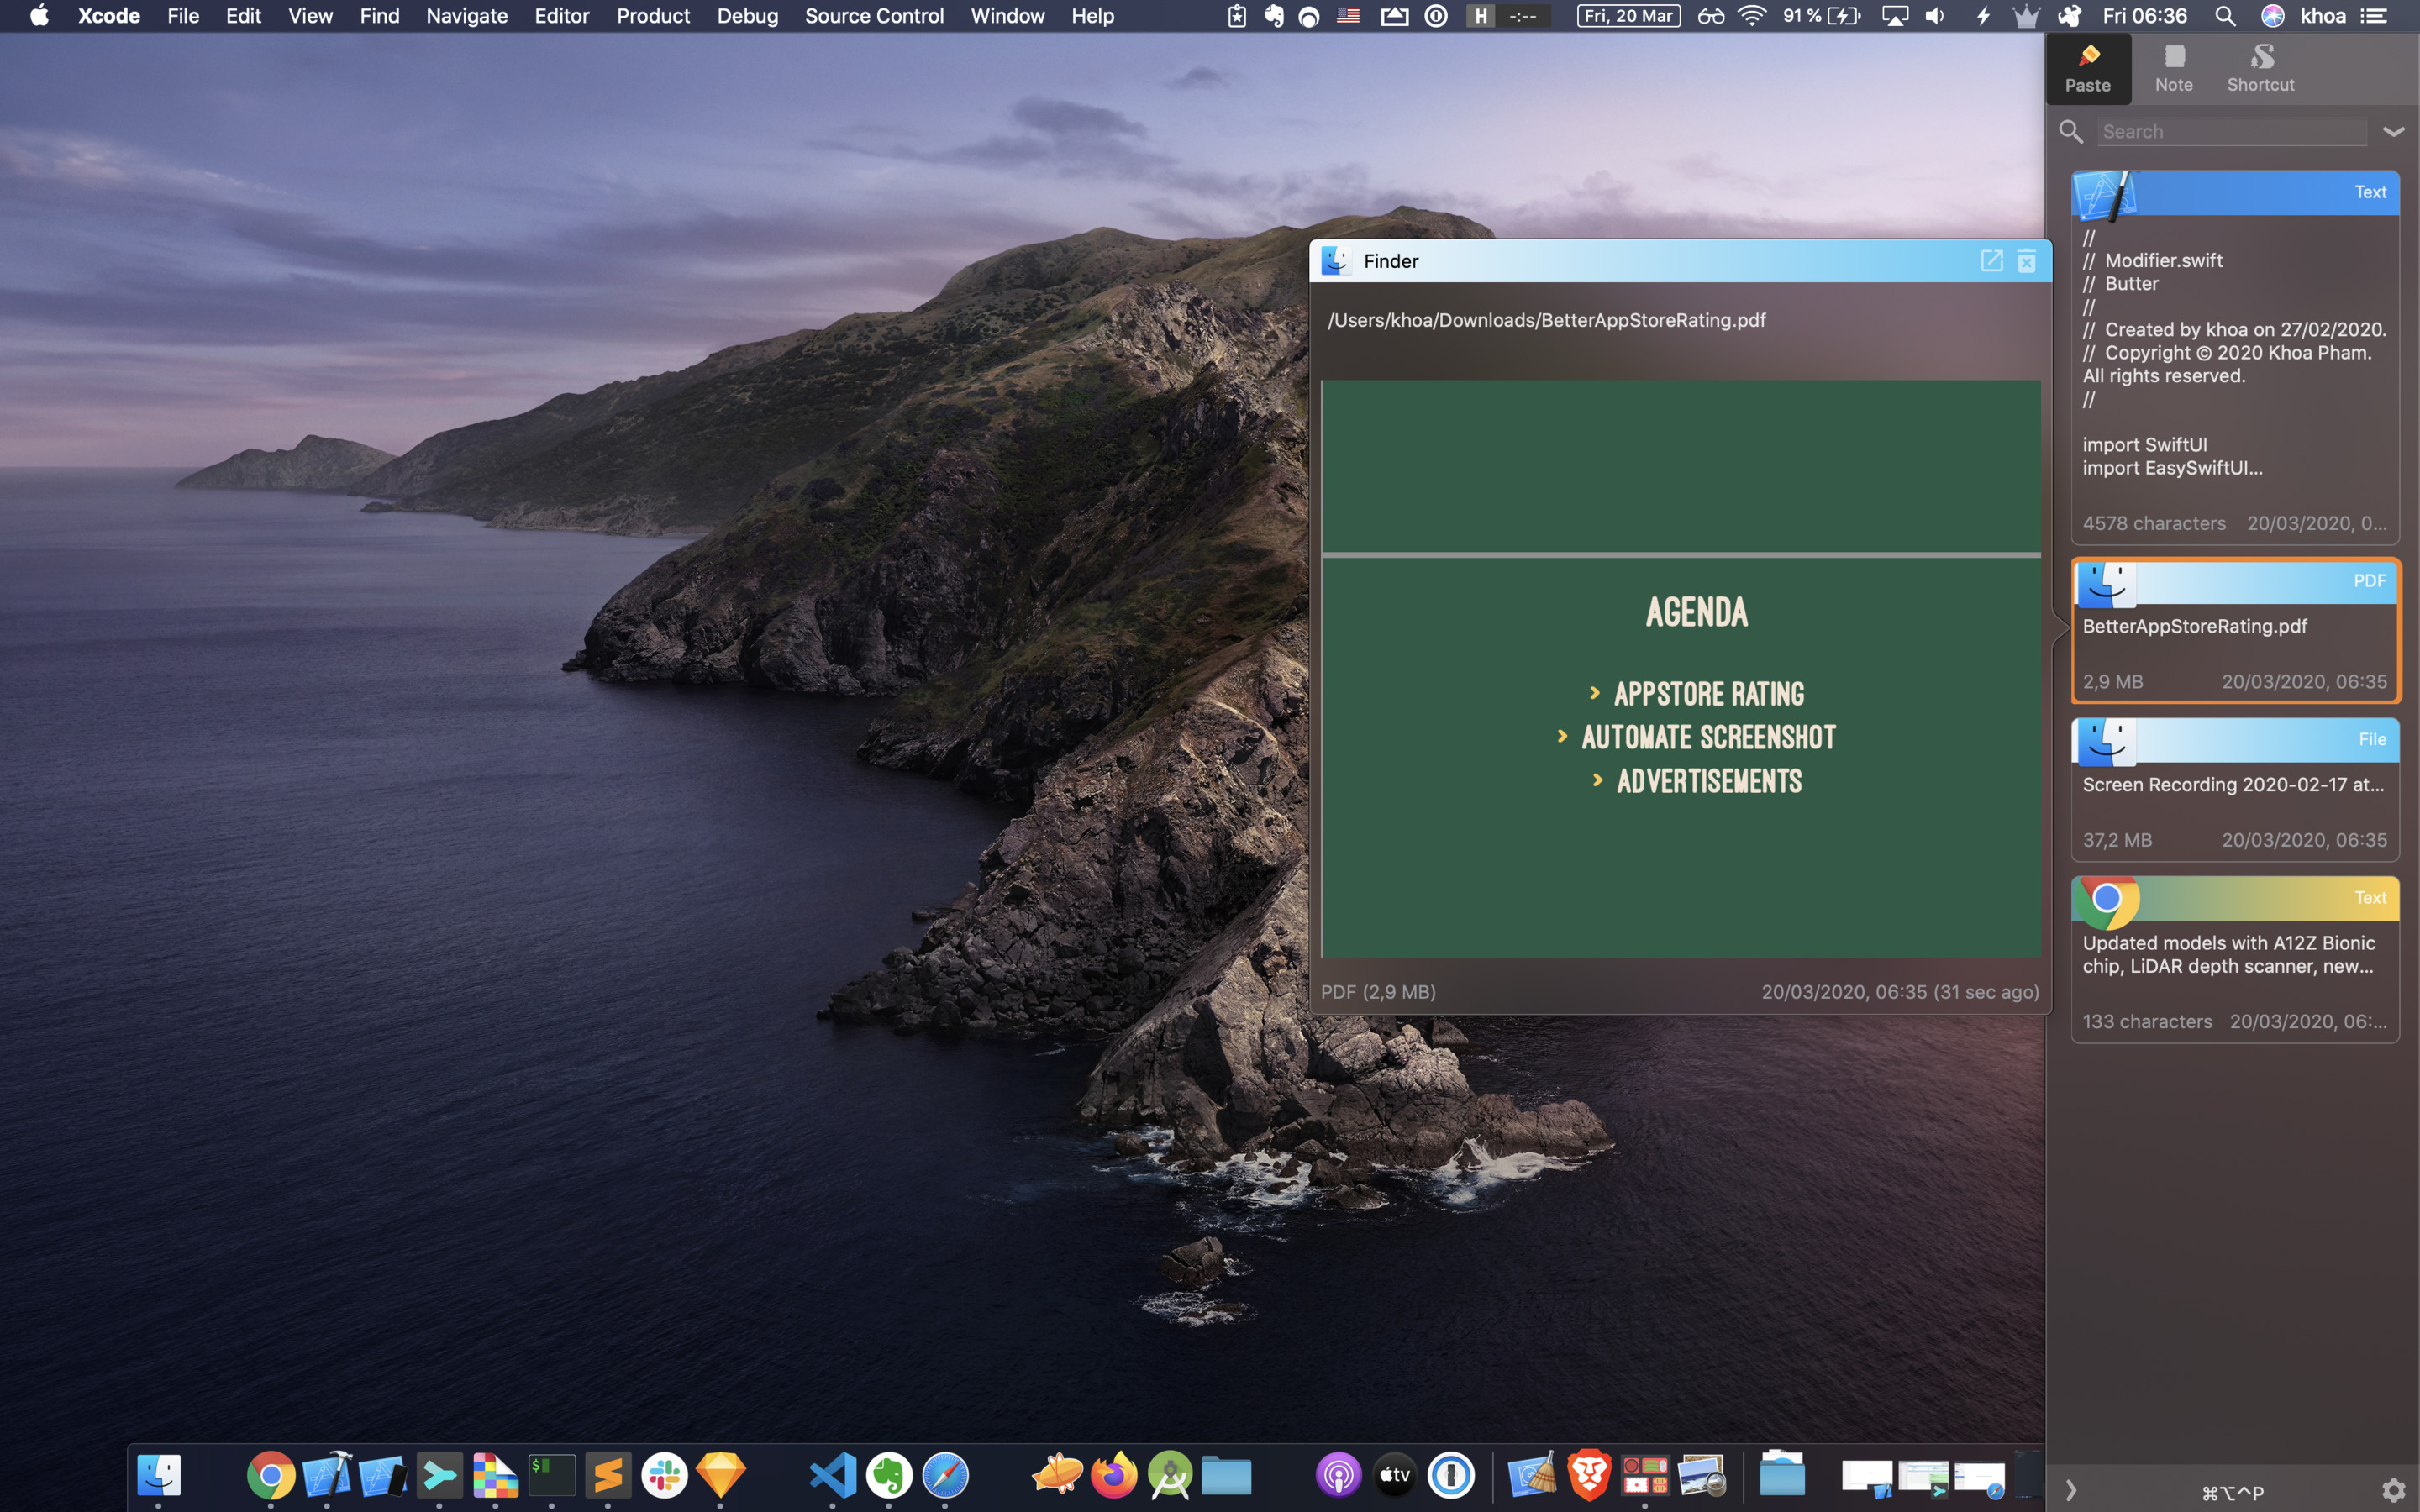 Xcode File Edit View Find Navigate Editor Product Debug Source Control Window Help H -:-- Fri, 20 Mar 91 % Fri 06:36 khoa
Paste Note Shortcut
Search
Text
//
// Modifier.swift
// Butter
//
// Created by khoa on 27/02/2020.
// Copyright © 2020 Khoa Pham.
All rights reserved.
//
import SwiftUI
import EasySwiftUI...
4578 characters 20/03/2020, 0...
PDF
BetterAppStoreRating.pdf
2,9 MB 20/03/2020, 06:35
File
Screen Recording 2020-02-17 at...
37,2 MB 20/03/2020, 06:35
Text
Updated models with A12Z Bionic
chip, LiDAR depth scanner, new...
133 characters 20/03/2020, 06:...
⌘⌥^P
Finder
/Users/khoa/Downloads/BetterAppStoreRating.pdf
AGENDA
› APPSTORE RATING
› AUTOMATE SCREENSHOT
› ADVERTISEMENTS
PDF (2,9 MB) 20/03/2020, 06:35 (31 sec ago)
$
tv